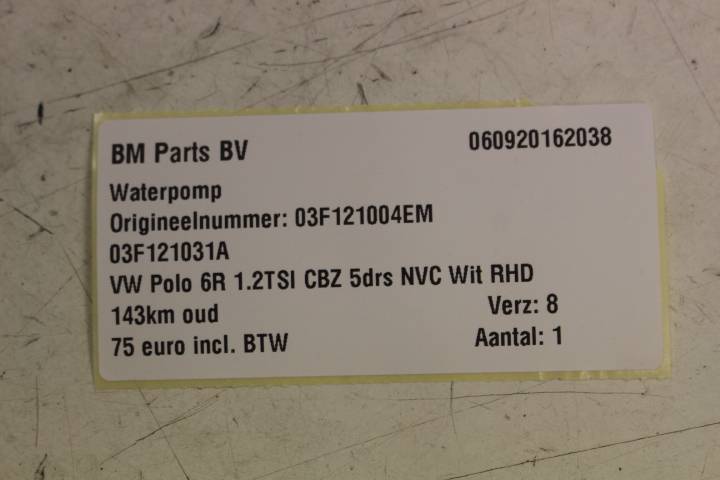 BM Parts BV 060920162038
Waterpomp
Origineelnummer: 03F121004EM
03F121031A
VW Polo 6R 1.2TSI CBZ 5drs NVC Wit RHD
143km oud Verz: 8
75 euro incl. BTW Aantal: 1